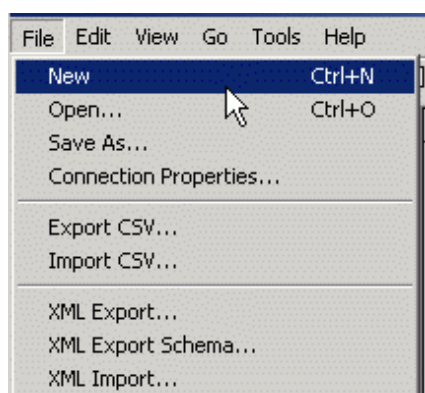 File Edit View Go Tools Help
New Ctrl+N
Open... Ctrl+O
Save As...
Connection Properties...
Export CSV...
Import CSV...
XML Export...
XML Export Schema...
XML Import...